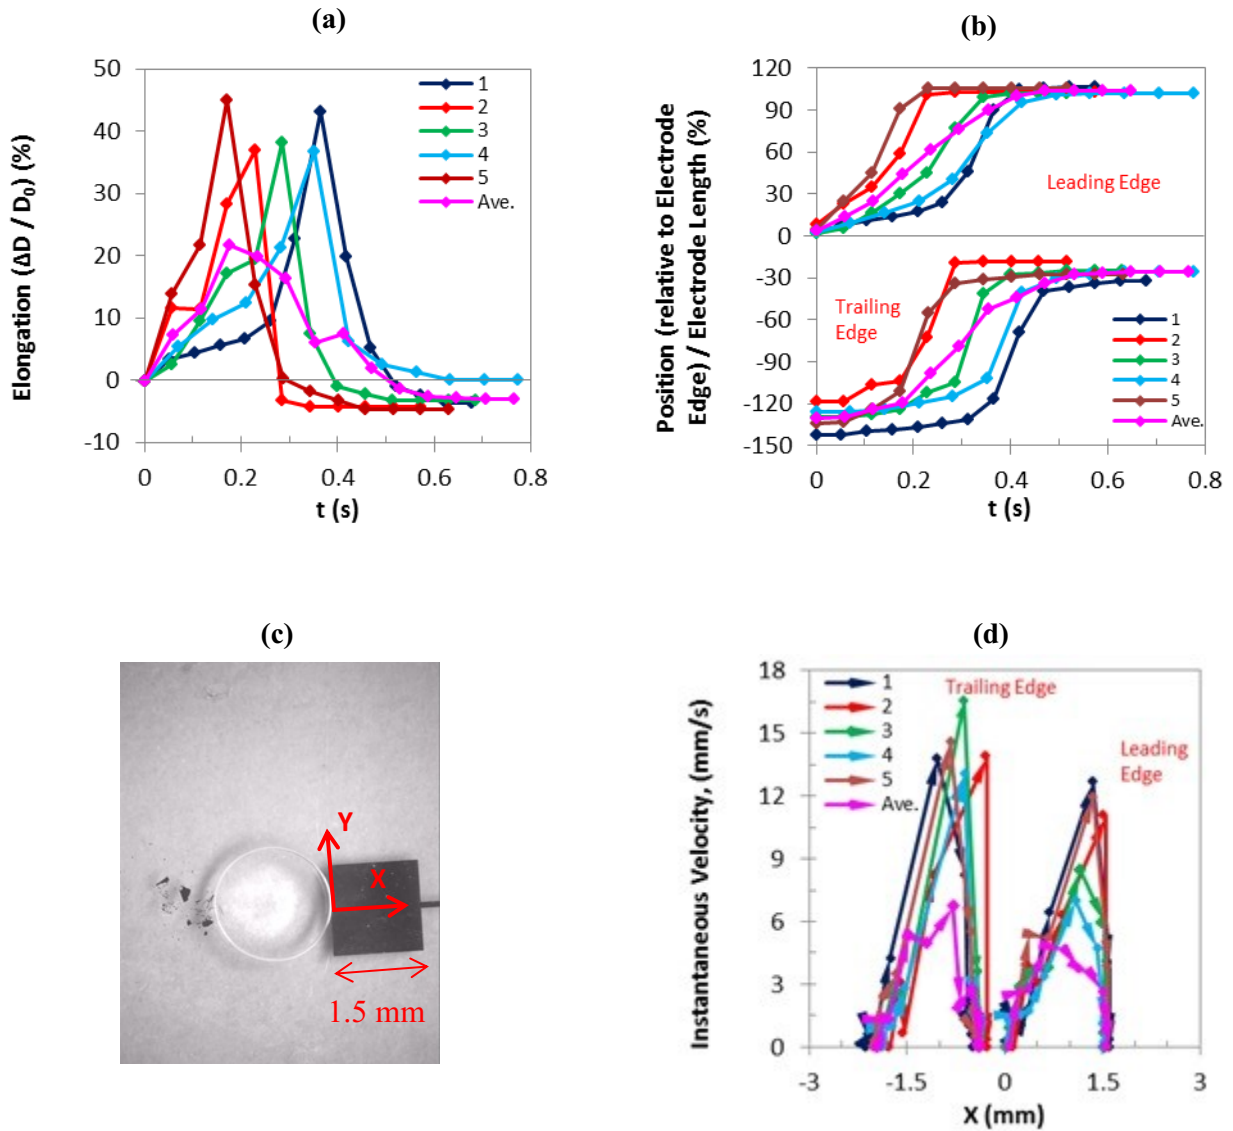 (a)
Elongation (ΔD / D₀) (%)
50
40
30
20
10
0
-10
0
0.2
0.4
0.6
0.8
t (s)
1
2
3
4
5
Ave.
(b)
Position (relative to Electrode
Edge) / Electrode Length (%)
120
90
60
30
0
-30
-60
-90
-120
-150
0
0.2
0.4
0.6
0.8
t (s)
Leading Edge
Trailing
Edge
1
2
3
4
5
Ave.
(c)
Y
X
1.5 mm
(d)
Instantaneous Velocity, (mm/s)
18
15
12
9
6
3
0
-3
-1.5
0
1.5
3
X (mm)
1
2
3
4
5
Ave.
Trailing Edge
Leading
Edge